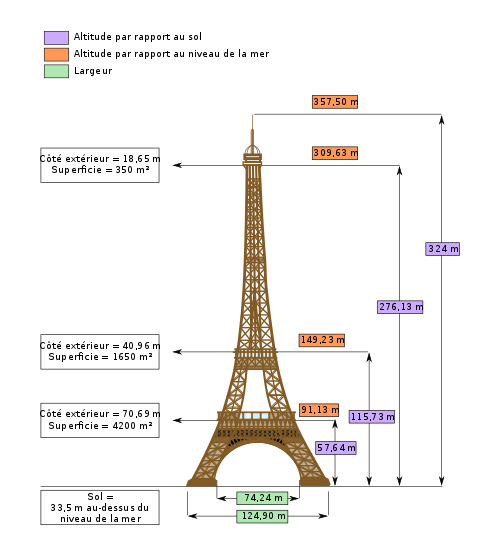 Altitude par rapport au sol
Altitude par rapport au niveau de la mer
Largeur
357,50 m
309,63 m
Côté extérieur = 18,65 m
Superficie = 350 m²
324 m
276,13 m
149,23 m
Côté extérieur = 40,96 m
Superficie = 1650 m²
91,13 m
115,73 m
Côté extérieur = 70,69 m
Superficie = 4200 m²
57,64 m
Sol =
33,5 m au-dessus du
niveau de la mer
74,24 m
124,90 m